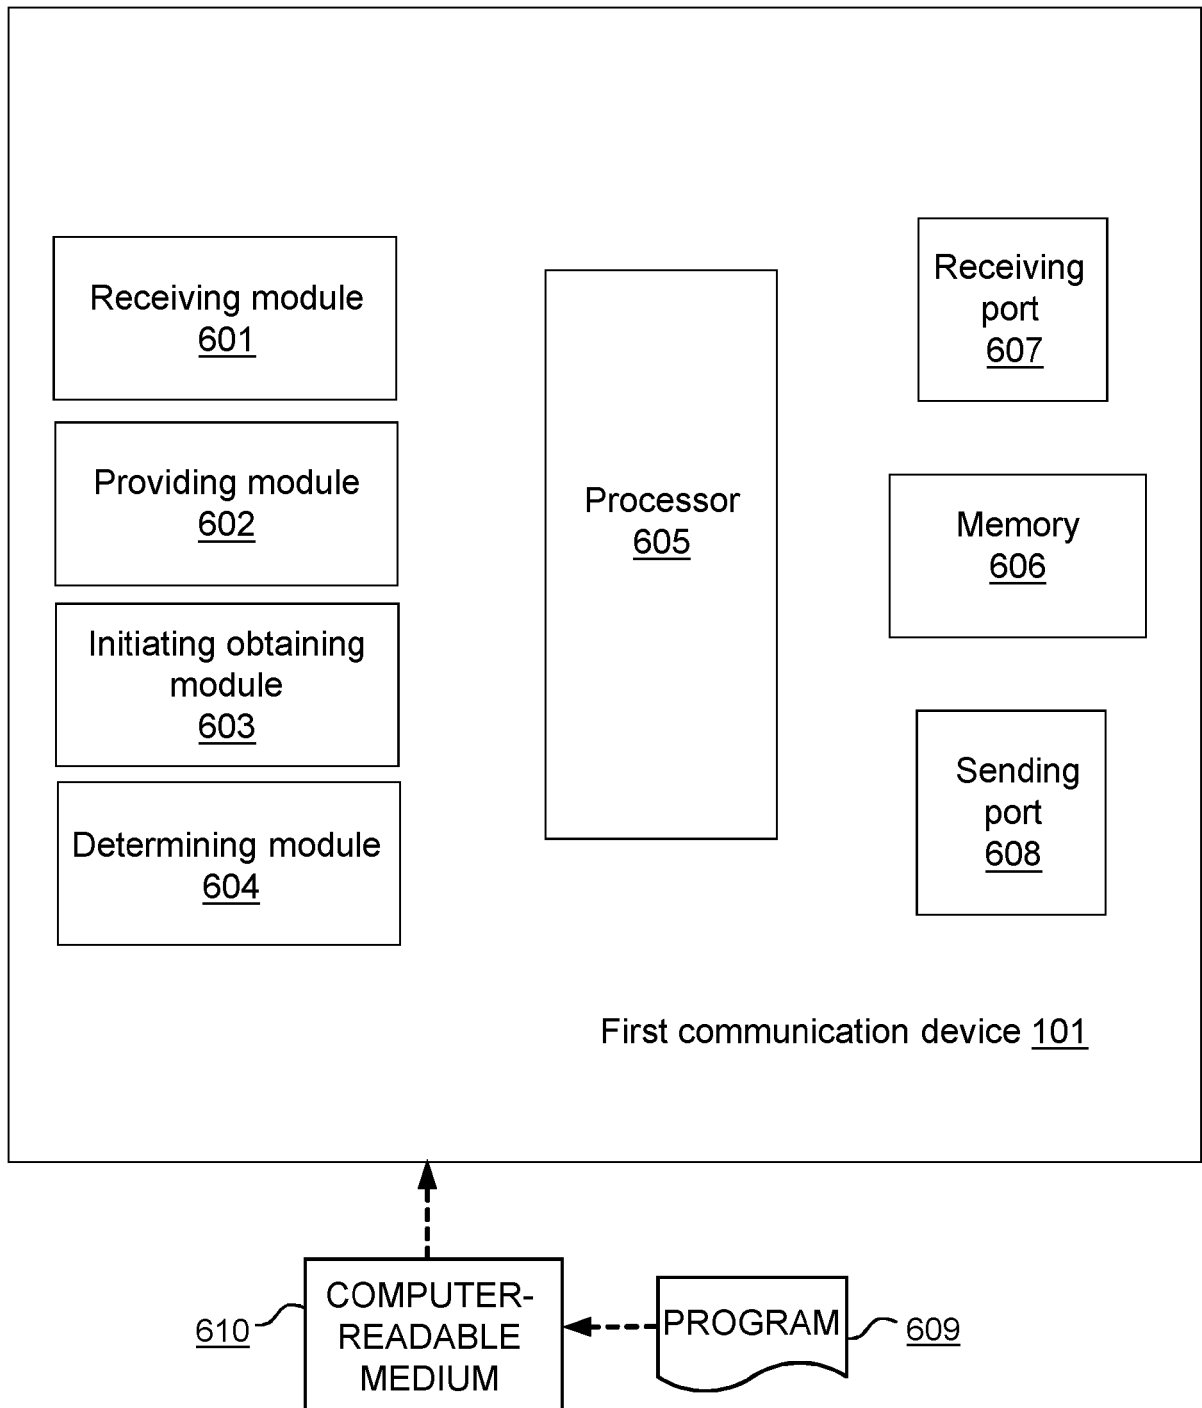 Receiving module
601
Providing module
602
Initiating obtaining
module
603
Determining module
604
Processor
605
Receiving
port
607
Memory
606
Sending
port
608
First communication device 101
610
COMPUTER-
READABLE
MEDIUM
PROGRAM
609